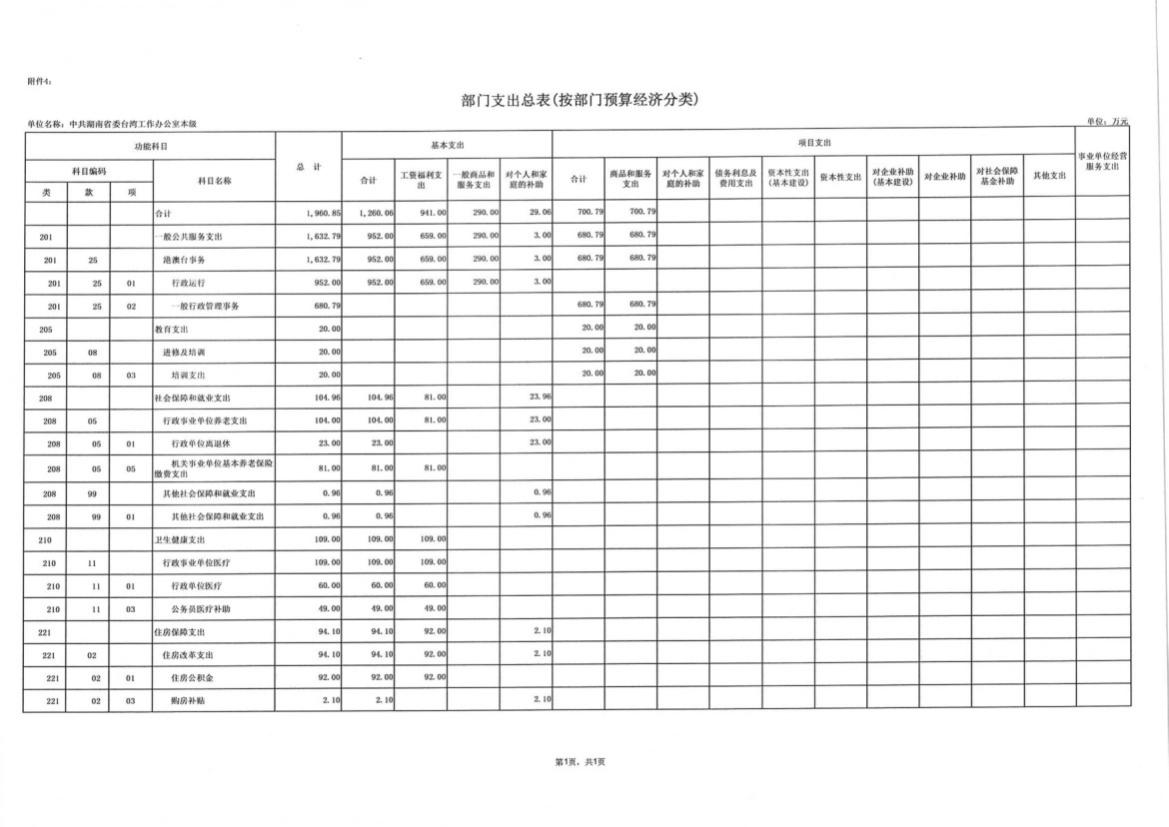 附件4：
部门支出总表(按部门预算经济分类)
单位名称：中共湖南省委台湾工作办公室本级 单位：万元
功能科目 总 计 基本支出 项目支出 事业单位经营服务支出
科目编码 科目名称 合计 工资福利支出 一般商品和服务支出 对个人和家庭的补助 合计 商品和服务支出 对个人和家庭的补助 债务利息及费用支出 资本性支出(基本建设) 资本性支出 对企业补助(基本建设) 对企业补助 对社会保障基金补助 其他支出
类 款 项
合计 1,960.85 1,260.06 941.00 290.00 29.06 700.79 700.79
201 一般公共服务支出 1,632.79 952.00 659.00 290.00 3.00 680.79 680.79
201 25 港澳台事务 1,632.79 952.00 659.00 290.00 3.00 680.79 680.79
201 25 01 行政运行 952.00 952.00 659.00 290.00 3.00
201 25 02 一般行政管理事务 680.79 680.79 680.79
205 教育支出 20.00 20.00 20.00
205 08 进修及培训 20.00 20.00 20.00
205 08 03 培训支出 20.00 20.00 20.00
208 社会保障和就业支出 104.96 104.96 81.00 23.96
208 05 行政事业单位养老支出 104.00 104.00 81.00 23.00
208 05 01 行政单位离退休 23.00 23.00 23.00
208 05 05 机关事业单位基本养老保险缴费支出 81.00 81.00 81.00
208 99 其他社会保障和就业支出 0.96 0.96 0.96
208 99 01 其他社会保障和就业支出 0.96 0.96 0.96
210 卫生健康支出 109.00 109.00 109.00
210 11 行政事业单位医疗 109.00 109.00 109.00
210 11 01 行政单位医疗 60.00 60.00 60.00
210 11 03 公务员医疗补助 49.00 49.00 49.00
221 住房保障支出 94.10 94.10 92.00 2.10
221 02 住房改革支出 94.10 94.10 92.00 2.10
221 02 01 住房公积金 92.00 92.00 92.00
221 02 03 购房补贴 2.10 2.10 2.10
第1页，共1页